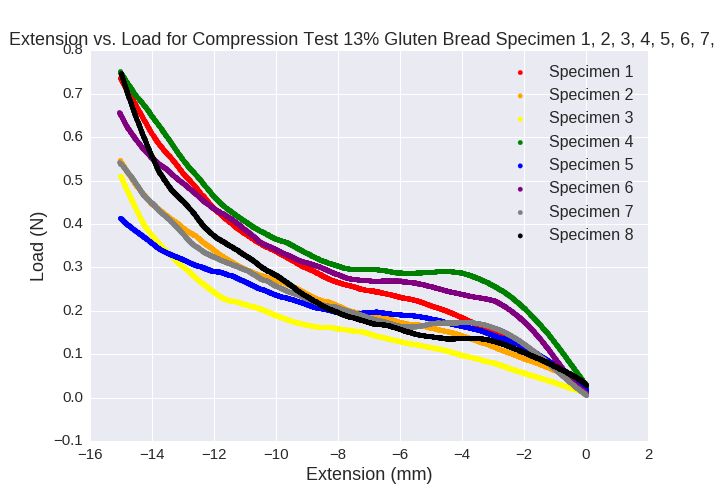 Extension vs. Load for Compression Test 13% Gluten Bread Specimen 1, 2, 3, 4, 5, 6, 7,
0.8
0.7
0.6
0.5
0.4
0.3
0.2
0.1
0.0
−0.1
Load (N)
Specimen 1
Specimen 2
Specimen 3
Specimen 4
Specimen 5
Specimen 6
Specimen 7
Specimen 8
−16 −14 −12 −10 −8 −6 −4 −2 0 2
Extension (mm)